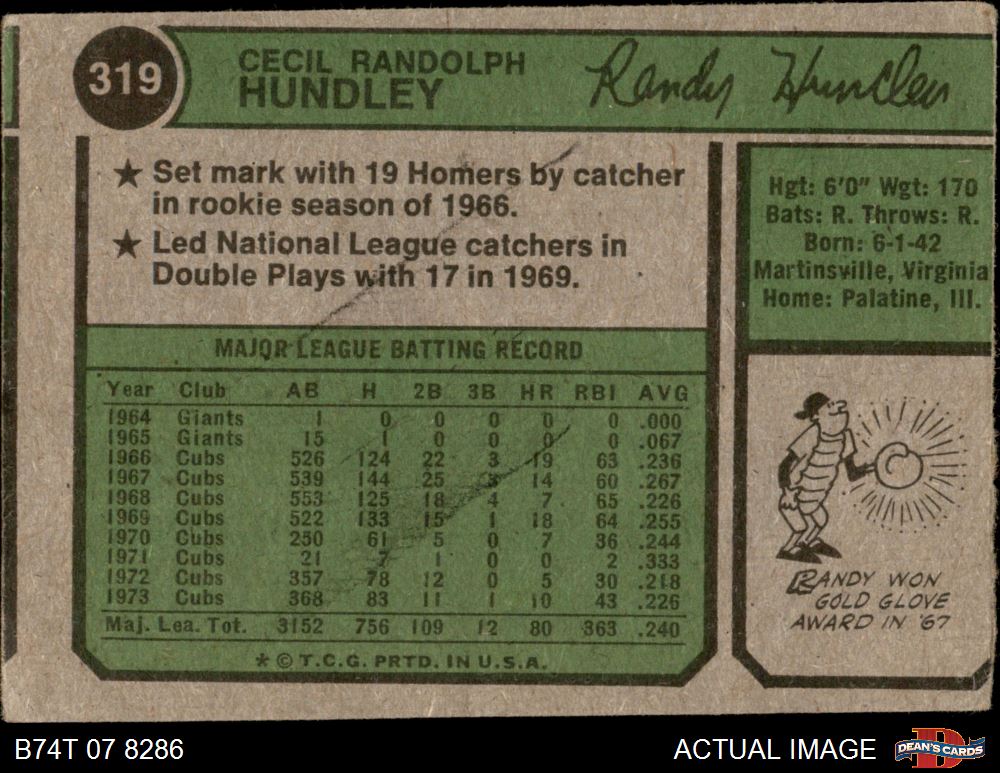 319
CECIL RANDOLPH
HUNDLEY
Randy Hundley
★ Set mark with 19 Homers by catcher
in rookie season of 1966.
★ Led National League catchers in
Double Plays with 17 in 1969.
Hgt: 6'0" Wgt: 170
Bats: R. Throws: R.
Born: 6-1-42
Martinsville, Virginia
Home: Palatine, Ill.
MAJOR LEAGUE BATTING RECORD
Year Club AB H 2B 3B HR RBI AVG
1964 Giants 1 0 0 0 0 0 .000
1965 Giants 15 1 0 0 0 0 .067
1966 Cubs 526 124 22 3 19 63 .236
1967 Cubs 539 144 25 3 14 60 .267
1968 Cubs 553 125 18 4 7 65 .226
1969 Cubs 522 133 15 1 18 64 .255
1970 Cubs 250 61 5 0 7 36 .244
1971 Cubs 21 7 1 0 0 2 .333
1972 Cubs 357 78 12 0 5 30 .218
1973 Cubs 368 83 11 1 10 43 .226
Maj. Lea. Tot. 3152 756 109 12 80 363 .240
* © T.C.G. PRTD. IN U.S.A.
RANDY WON
GOLD GLOVE
AWARD IN '67
B74T 07 8286
ACTUAL IMAGE
D
DEAN'S CARDS